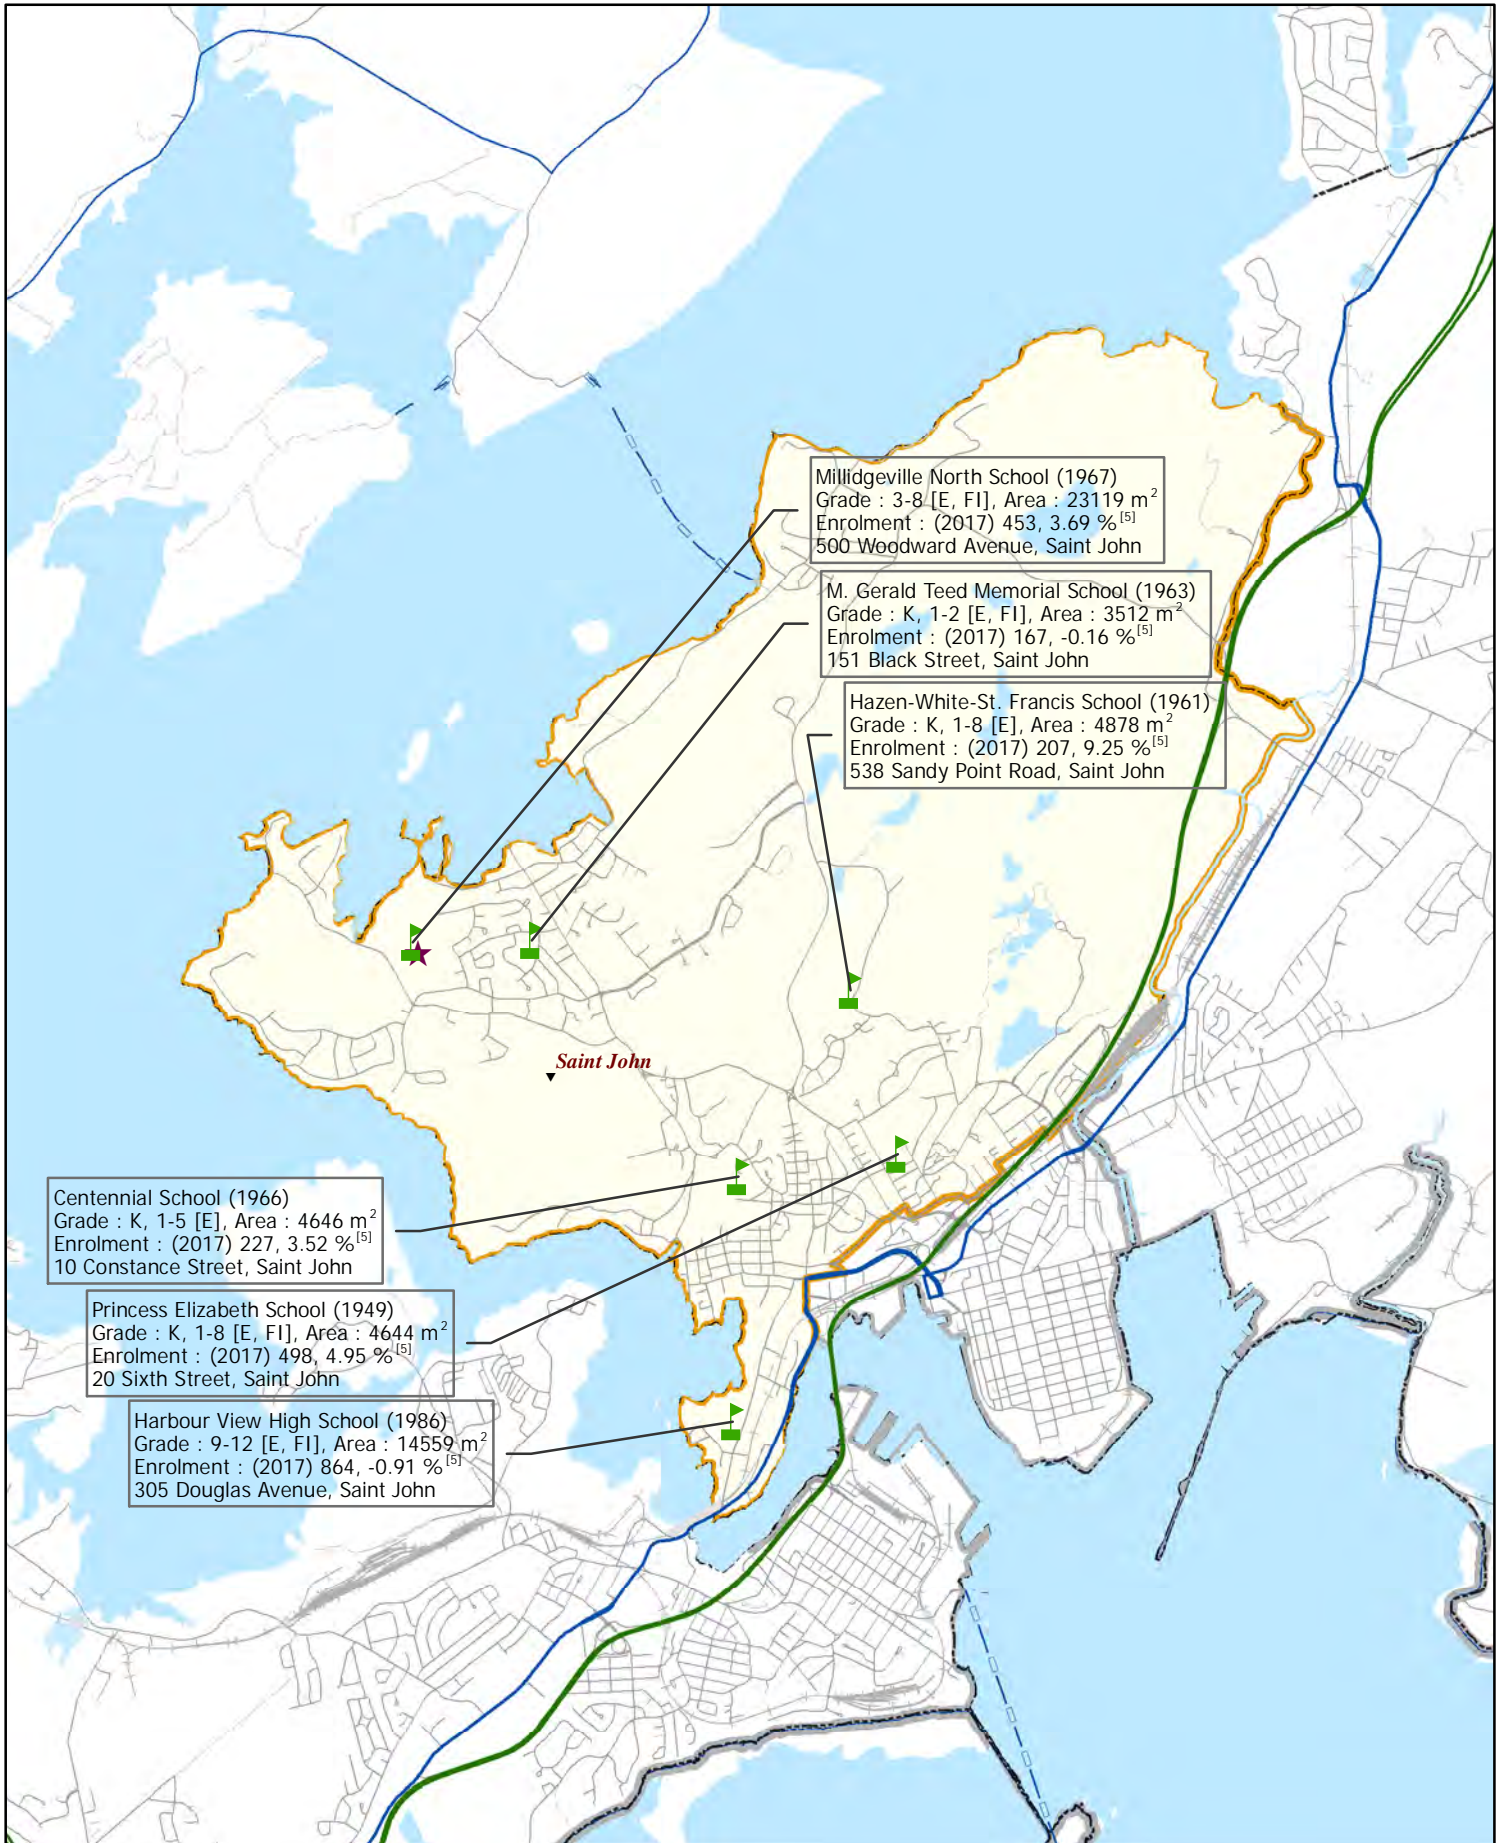 Millidgeville North School (1967)
Grade : 3-8 [E, FI], Area : 23119 m²
Enrolment : (2017) 453, 3.69 % [5]
500 Woodward Avenue, Saint John
M. Gerald Teed Memorial School (1963)
Grade : K, 1-2 [E, FI], Area : 3512 m²
Enrolment : (2017) 167, -0.16 % [5]
151 Black Street, Saint John
Hazen-White-St. Francis School (1961)
Grade : K, 1-8 [E], Area : 4878 m²
Enrolment : (2017) 207, 9.25 % [5]
538 Sandy Point Road, Saint John
Saint John
Centennial School (1966)
Grade : K, 1-5 [E], Area : 4646 m²
Enrolment : (2017) 227, 3.52 % [5]
10 Constance Street, Saint John
Princess Elizabeth School (1949)
Grade : K, 1-8 [E, FI], Area : 4644 m²
Enrolment : (2017) 498, 4.95 % [5]
20 Sixth Street, Saint John
Harbour View High School (1986)
Grade : 9-12 [E, FI], Area : 14559 m²
Enrolment : (2017) 864, -0.91 % [5]
305 Douglas Avenue, Saint John